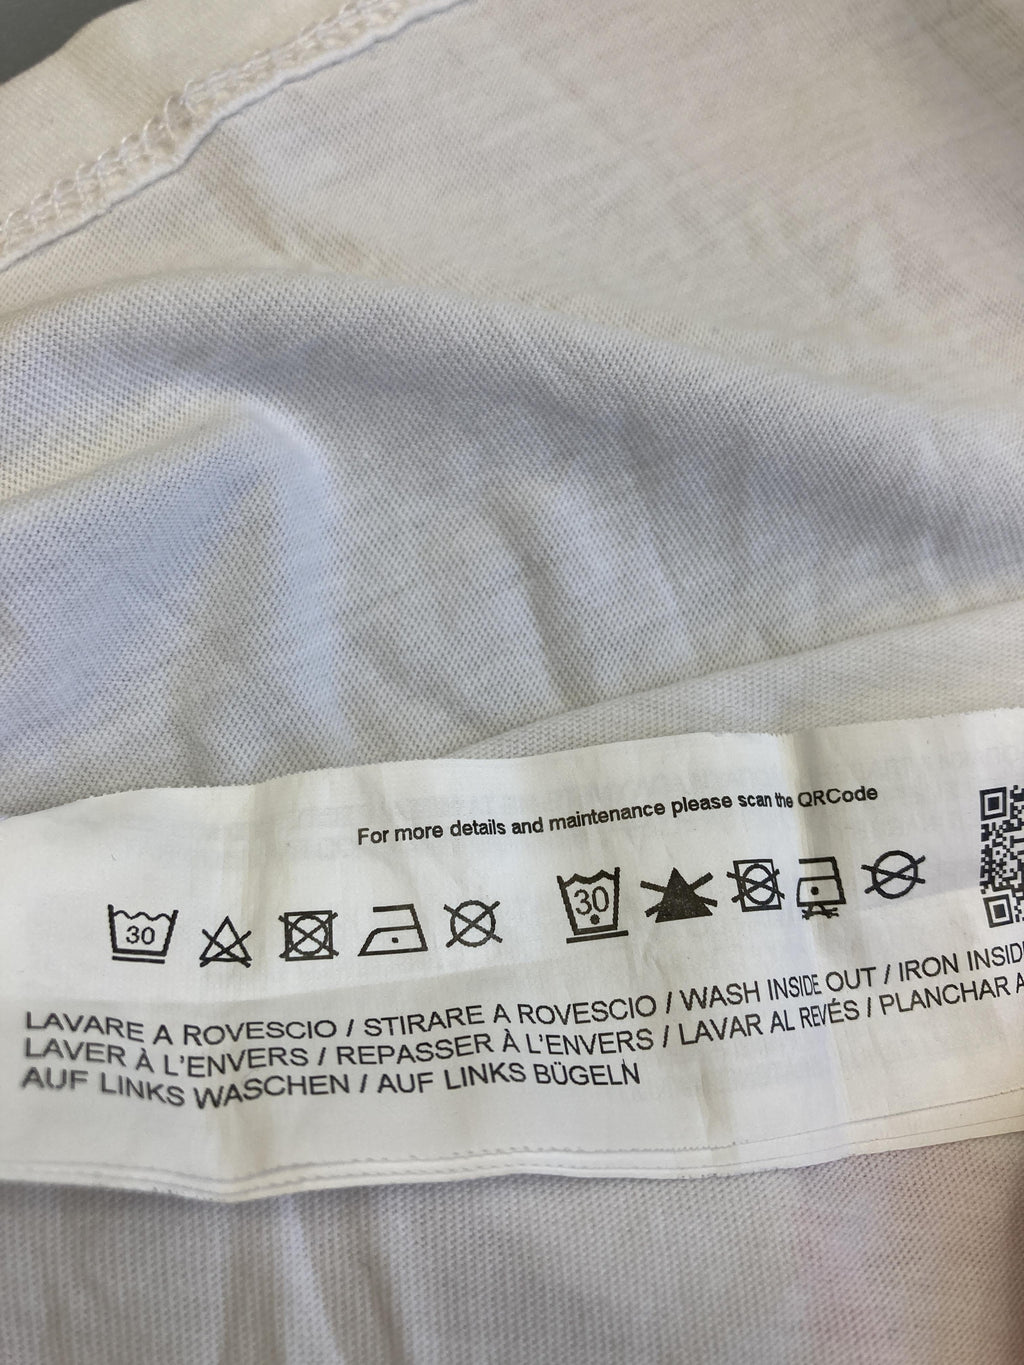 For more details and maintenance please scan the QRCode
30 30
LAVARE A ROVESCIO / STIRARE A ROVESCIO / WASH INSIDE OUT / IRON INSID
LAVER À L'ENVERS / REPASSER À L'ENVERS / LAVAR AL REVÉS / PLANCHAR A
AUF LINKS WASCHEN / AUF LINKS BÜGELN